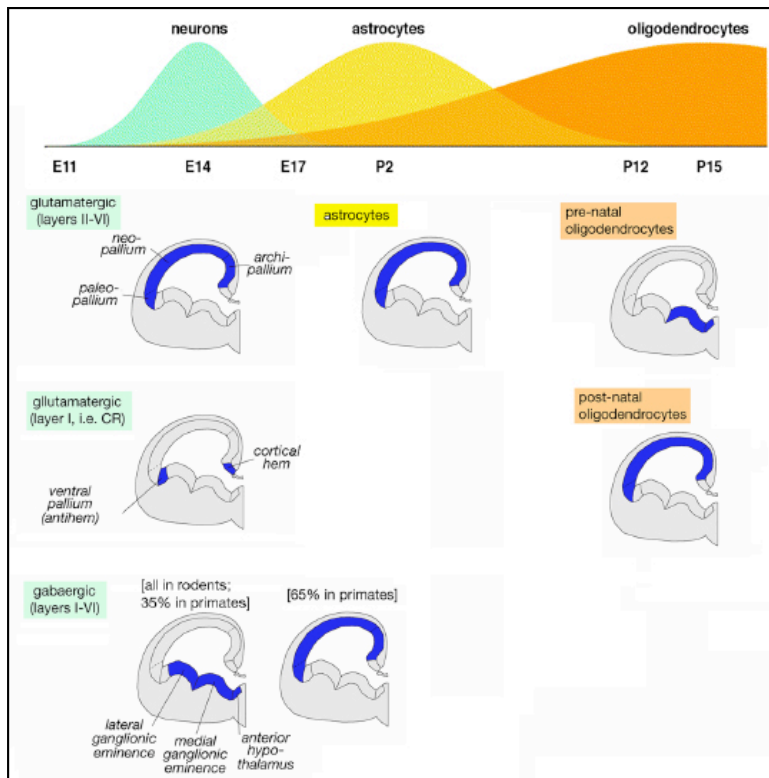 neurons astrocytes oligodendrocytes
E11 E14 E17 P2 P12 P15
glutamatergic
(layers II-VI)
neo-
pallium
archi-
pallium
paleo-
pallium
astrocytes
pre-natal
oligodendrocytes
gllutamatergic
(layer I, i.e. CR)
cortical
hem
ventral
pallium
(antihem)
post-natal
oligodendrocytes
gabaergic
(layers I-VI)
[all in rodents;
35% in primates]
[65% in primates]
lateral
ganglionic
eminence
medial
ganglionic
eminence
anterior
hypo-
thalamus